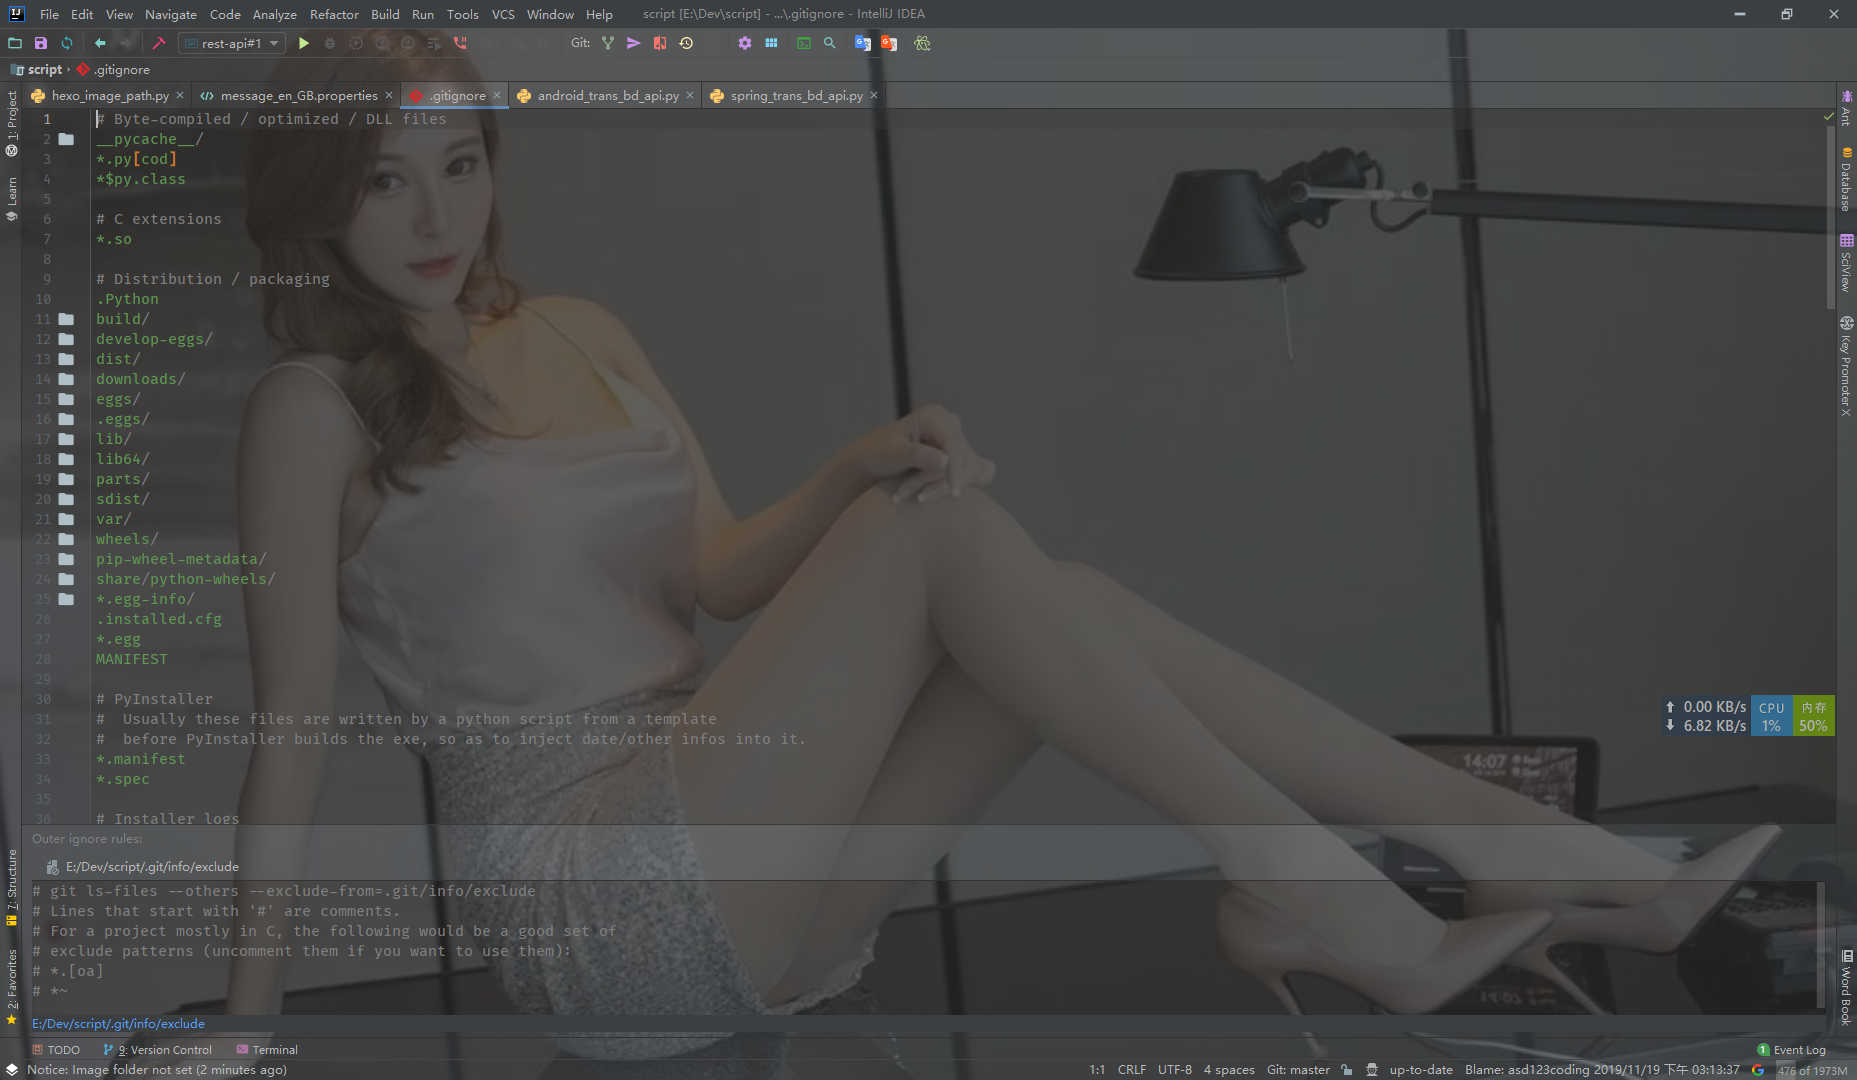 File Edit View Navigate Code Analyze Refactor Build Run Tools VCS Window Help script [E:\Dev\script] - ...\.gitignore - IntelliJ IDEA
rest-api#1 Git:
script .gitignore
hexo_image_path.py message_en_GB.properties .gitignore android_trans_bd_api.py spring_trans_bd_api.py
1 # Byte-compiled / optimized / DLL files
2 __pycache__/
3 *.py[cod]
4 *$py.class
5
6 # C extensions
7 *.so
8
9 # Distribution / packaging
10 .Python
11 build/
12 develop-eggs/
13 dist/
14 downloads/
15 eggs/
16 .eggs/
17 lib/
18 lib64/
19 parts/
20 sdist/
21 var/
22 wheels/
23 pip-wheel-metadata/
24 share/python-wheels/
25 *.egg-info/
26 .installed.cfg
27 *.egg
28 MANIFEST
29
30 # PyInstaller
31 #  Usually these files are written by a python script from a template
32 #  before PyInstaller builds the exe, so as to inject date/other infos into it.
33 *.manifest
34 *.spec
35
36 # Installer logs
Outer ignore rules:
E:/Dev/script/.git/info/exclude
# git ls-files --others --exclude-from=.git/info/exclude
# Lines that start with '#' are comments.
# For a project mostly in C, the following would be a good set of
# exclude patterns (uncomment them if you want to use them):
# *.[oa]
# *~
E:/Dev/script/.git/info/exclude
1: Project
Learn
7: Structure
2: Favorites
Ant
Database
SciView
Key Promoter X
Word Book
0.00 KB/s CPU 内存
6.82 KB/s 1% 50%
14:07
TODO 9: Version Control Terminal 1 Event Log
Notice: Image folder not set (2 minutes ago) 1:1 CRLF UTF-8 4 spaces Git: master up-to-date Blame: asd123coding 2019/11/19 下午 03:13:37 476 of 1973M